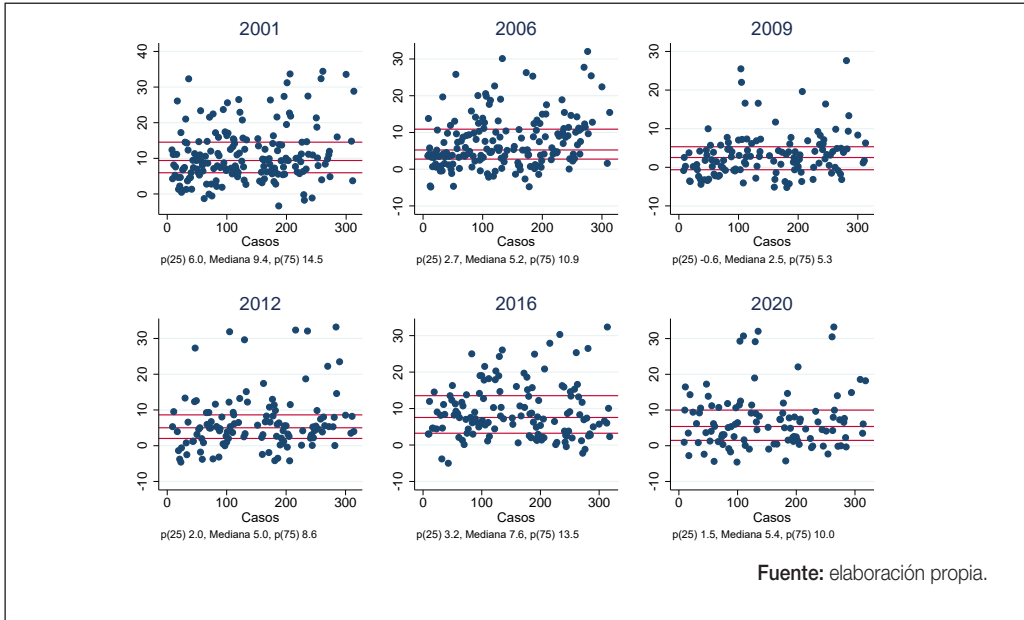 2001
40
30
20
10
0
0 100 200 300
Casos
p(25) 6.0, Mediana 9.4, p(75) 14.5
2006
30
20
10
0
-10
0 100 200 300
Casos
p(25) 2.7, Mediana 5.2, p(75) 10.9
2009
30
20
10
0
-10
0 100 200 300
Casos
p(25) -0.6, Mediana 2.5, p(75) 5.3
2012
30
20
10
0
-10
0 100 200 300
Casos
p(25) 2.0, Mediana 5.0, p(75) 8.6
2016
30
20
10
0
-10
0 100 200 300
Casos
p(25) 3.2, Mediana 7.6, p(75) 13.5
2020
30
20
10
0
-10
0 100 200 300
Casos
p(25) 1.5, Mediana 5.4, p(75) 10.0
Fuente: elaboración propia.